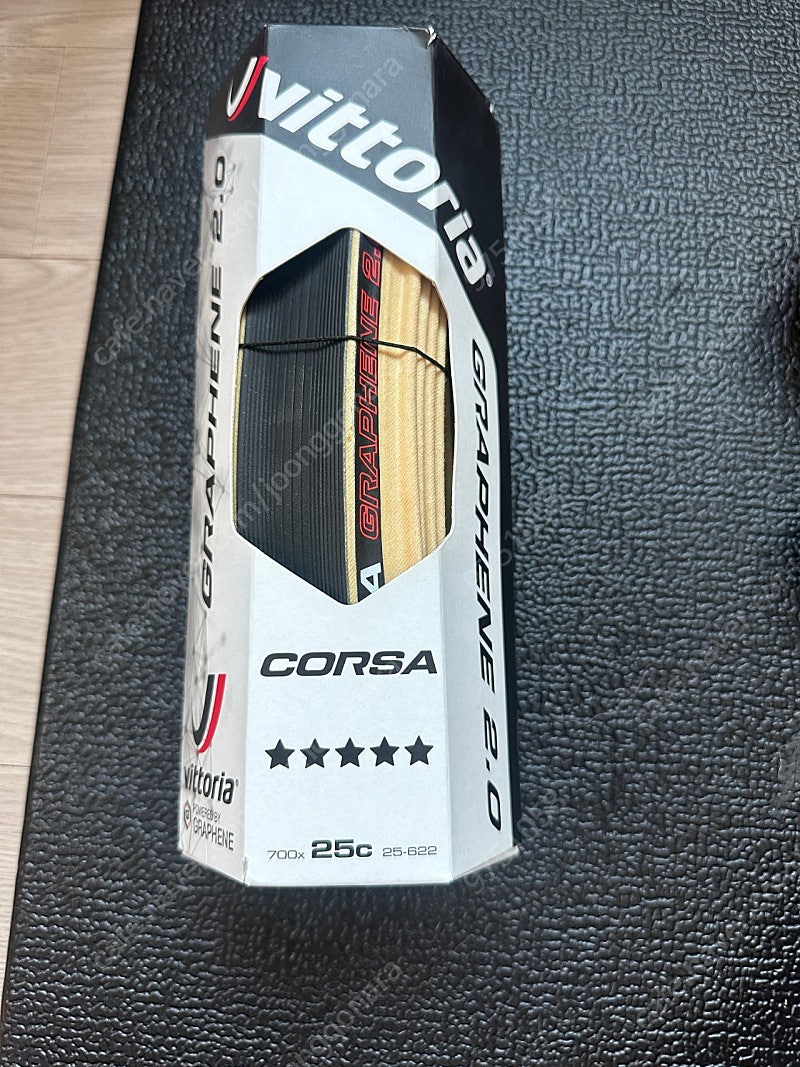 vittoria®
GRAPHENE 2.0
GRAPHENE 2.
A
GRAPHENE 2.0
CORSA
vittoria®
POWERED BY
GRAPHENE
700x 25c 25-622